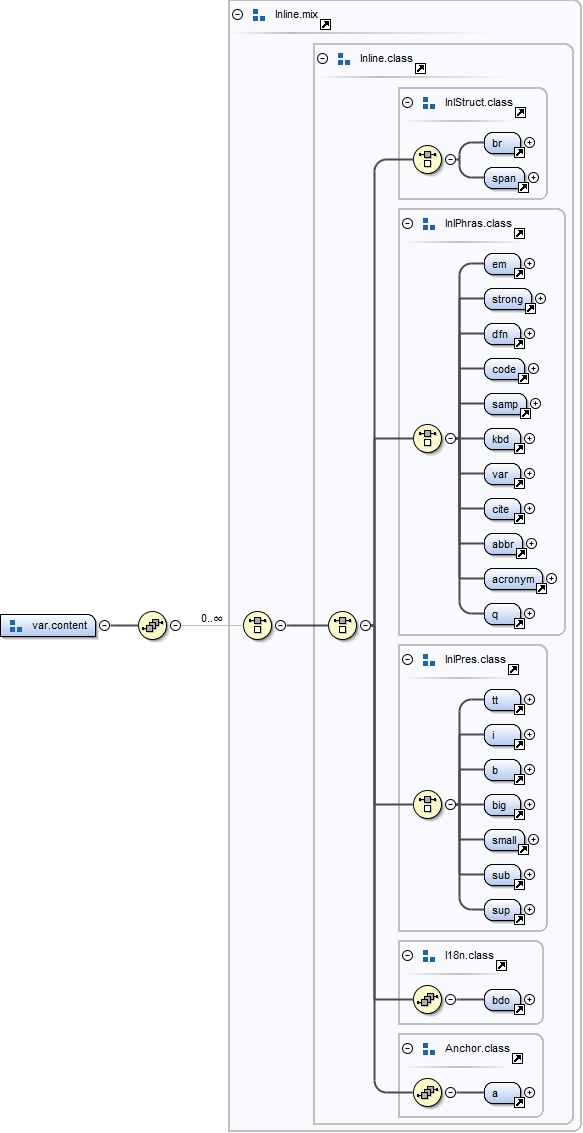 Inline.mix
Inline.class
InlStruct.class
br
span
InlPhras.class
em
strong
dfn
code
samp
kbd
var
cite
abbr
acronym
q
var.content
0..∞
InlPres.class
tt
i
b
big
small
sub
sup
I18n.class
bdo
Anchor.class
a